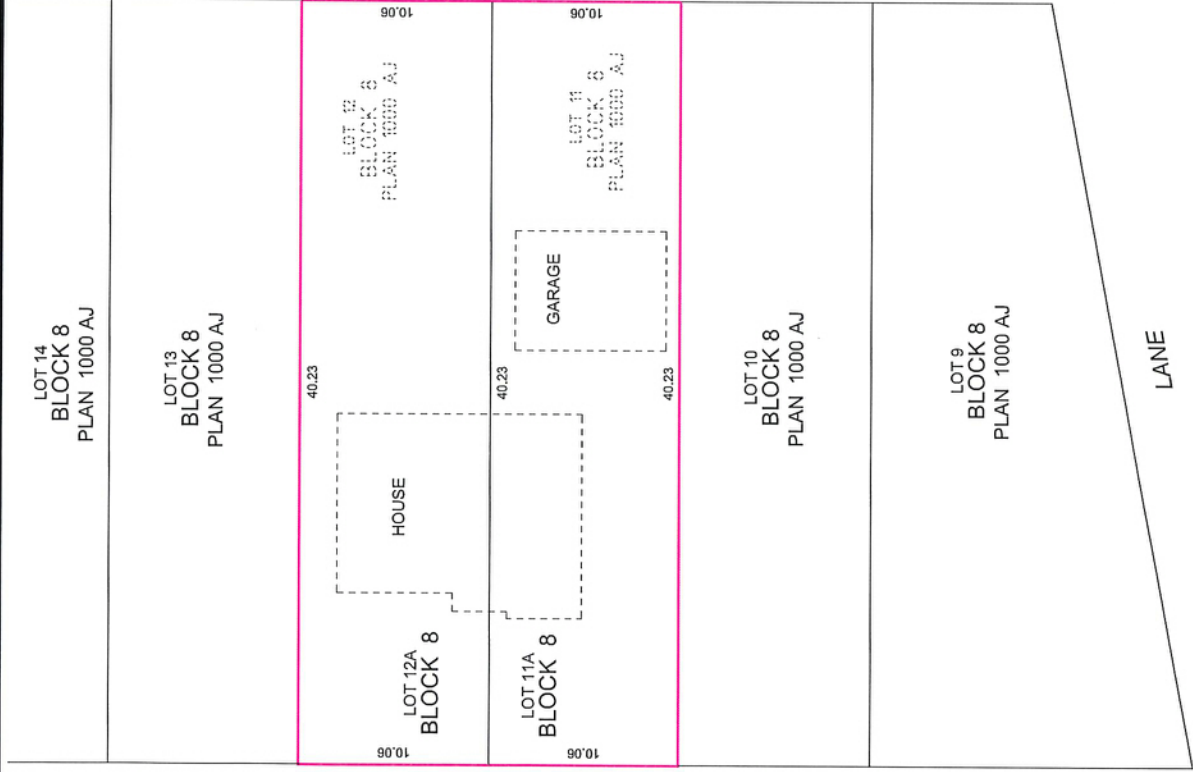 LOT 14
BLOCK 8
PLAN 1000 AJ
LOT 13
BLOCK 8
PLAN 1000 AJ
10.06
LOT 12
BLOCK 8
PLAN 1000 AJ
40.23
HOUSE
LOT 12A
BLOCK 8
10.06
10.06
LOT 11
BLOCK 8
PLAN 1000 AJ
GARAGE
40.23
40.23
LOT 11A
BLOCK 8
10.06
LOT 10
BLOCK 8
PLAN 1000 AJ
LOT 9
BLOCK 8
PLAN 1000 AJ
LANE